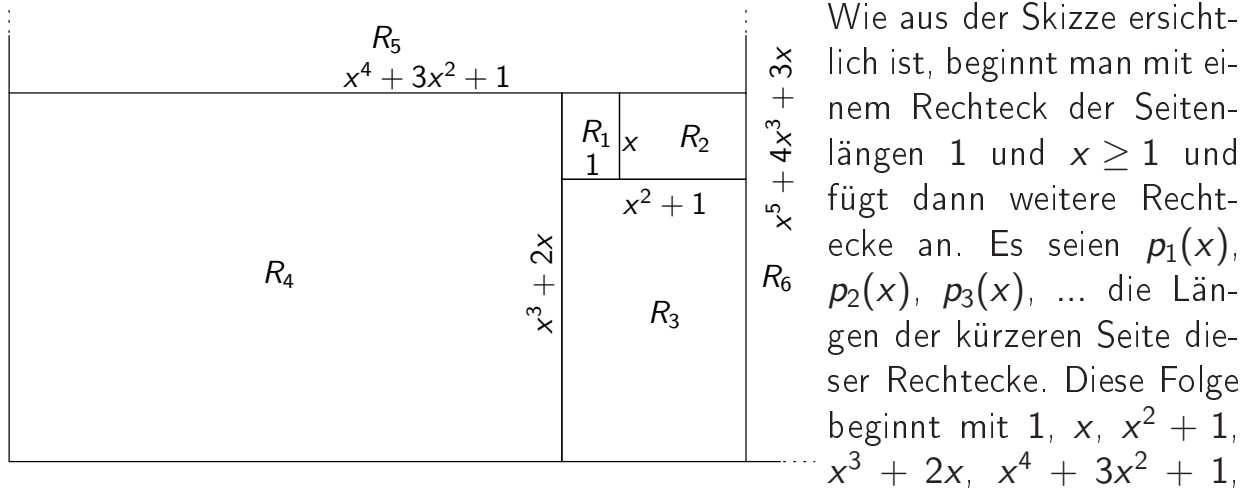 R₅
x⁴ + 3x² + 1
R₁
1
x
R₂
x² + 1
x³ + 2x
R₄
R₃
x⁵ + 4x³ + 3x
R₆
Wie aus der Skizze ersicht-
lich ist, beginnt man mit ei-
nem Rechteck der Seiten-
längen 1 und x ≥ 1 und
fügt dann weitere Recht-
ecke an. Es seien p₁(x),
p₂(x), p₃(x), ... die Län-
gen der kürzeren Seite die-
ser Rechtecke. Diese Folge
beginnt mit 1, x, x² + 1,
x³ + 2x, x⁴ + 3x² + 1,